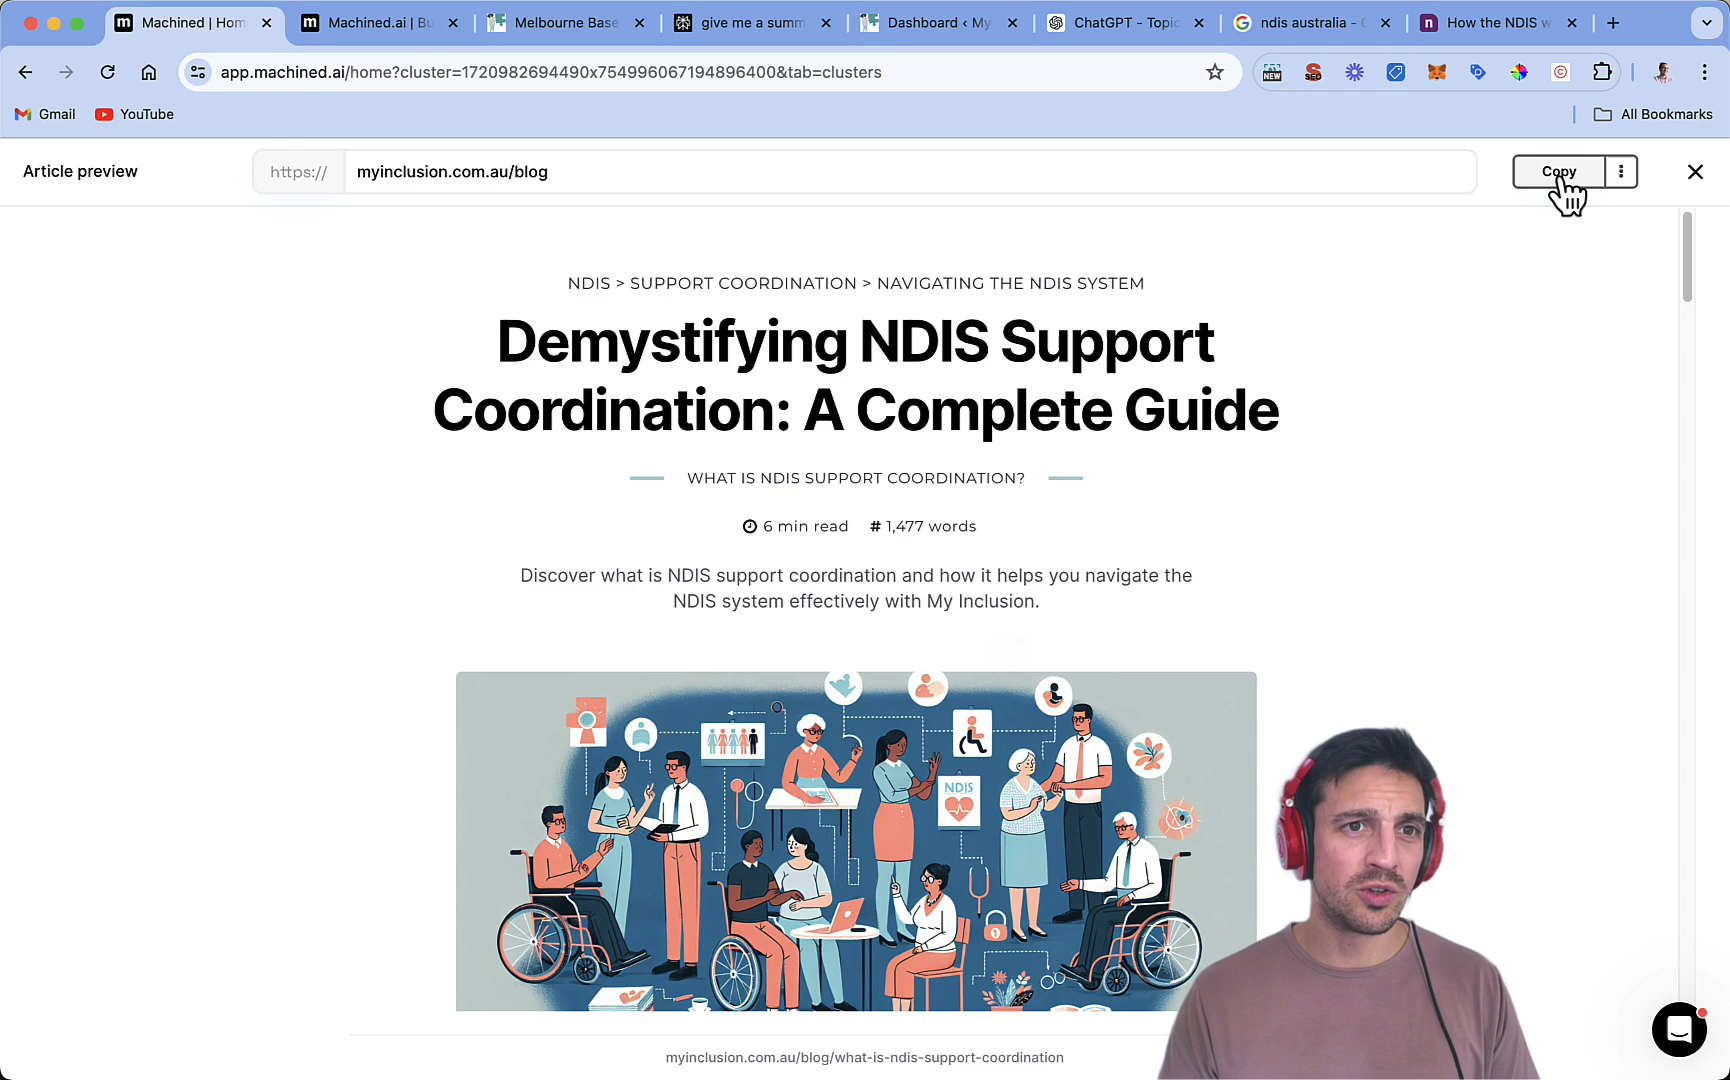 Machined | Hom
Machined.ai | Bu
Melbourne Base
give me a summ
Dashboard ‹ My
ChatGPT - Topic
ndis australia -
How the NDIS w
app.machined.ai/home?cluster=1720982694490x754996067194896400&tab=clusters
NEW
SEO
Gmail
YouTube
All Bookmarks
Article preview
https://
myinclusion.com.au/blog
Copy
NDIS > SUPPORT COORDINATION > NAVIGATING THE NDIS SYSTEM
Demystifying NDIS Support
Coordination: A Complete Guide
WHAT IS NDIS SUPPORT COORDINATION?
6 min read # 1,477 words
Discover what is NDIS support coordination and how it helps you navigate the
NDIS system effectively with My Inclusion.
NDIS
myinclusion.com.au/blog/what-is-ndis-support-coordination